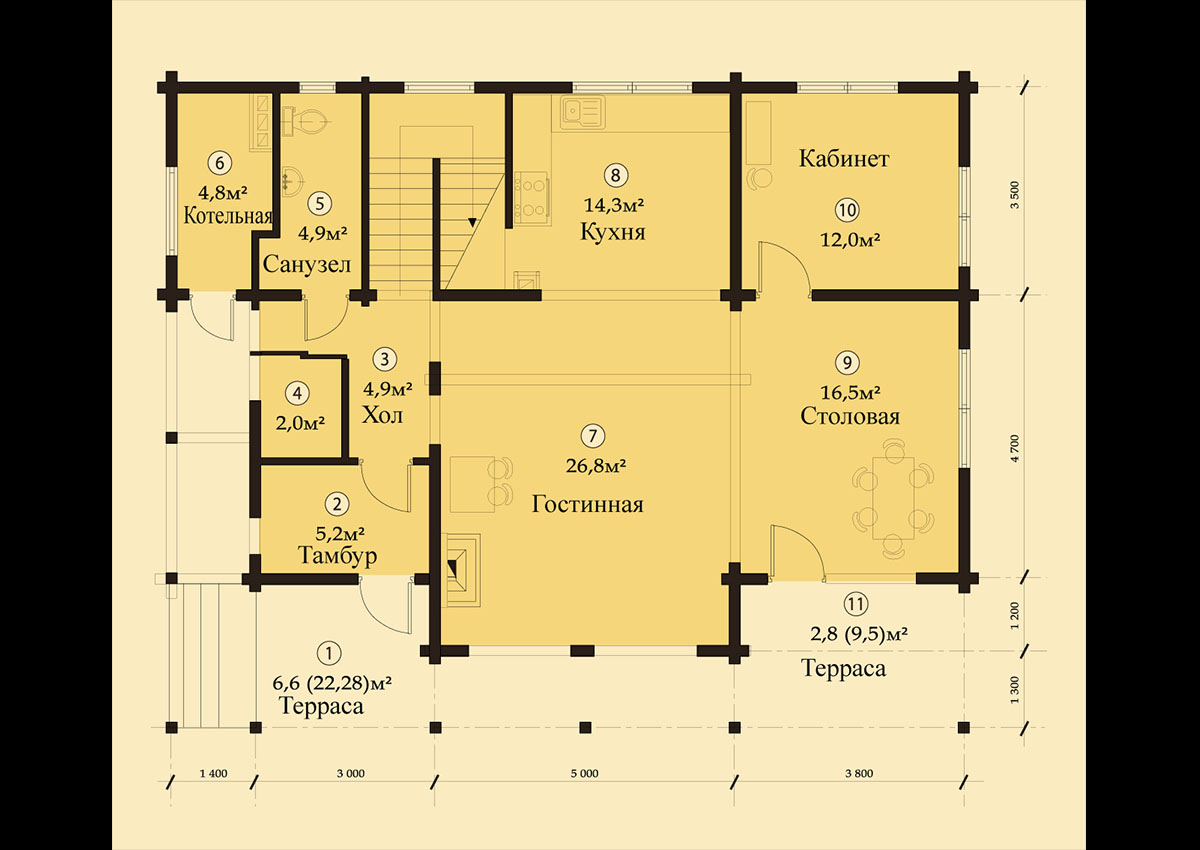 6
4,8м²
Котельная
5
4,9м²
Санузел
8
14,3м²
Кухня
Кабинет
10
12,0м²
3 500
3
4,9м²
Хол
4
2,0м²
7
26,8м²
Гостинная
9
16,5м²
Столовая
4 700
2
5,2м²
Тамбур
1
6,6 (22,28)м²
Терраса
11
2,8 (9,5)м²
Терраса
1 200
1 300
1 400
3 000
5 000
3 800